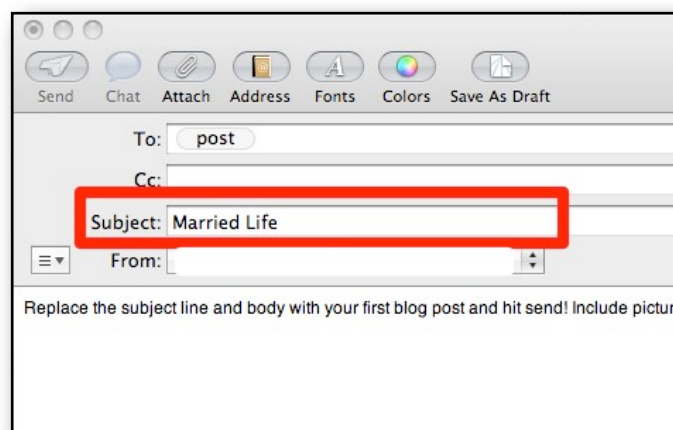 Send Chat Attach Address Fonts Colors Save As Draft
To: post
Cc:
Subject: Married Life
From:
Replace the subject line and body with your first blog post and hit send! Include